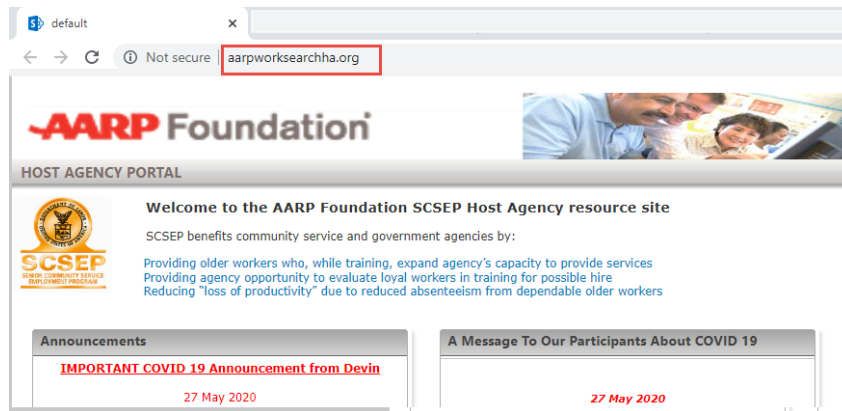 default
Not secure aarpworksearchha.org
AARP Foundation
HOST AGENCY PORTAL
Welcome to the AARP Foundation SCSEP Host Agency resource site
SCSEP benefits community service and government agencies by:
Providing older workers who, while training, expand agency's capacity to provide services
Providing agency opportunity to evaluate loyal workers in training for possible hire
Reducing "loss of productivity" due to reduced absenteeism from dependable older workers
SCSEP
SENIOR COMMUNITY SERVICE
EMPLOYMENT PROGRAM
Announcements
IMPORTANT COVID 19 Announcement from Devin
27 May 2020
A Message To Our Participants About COVID 19
27 May 2020